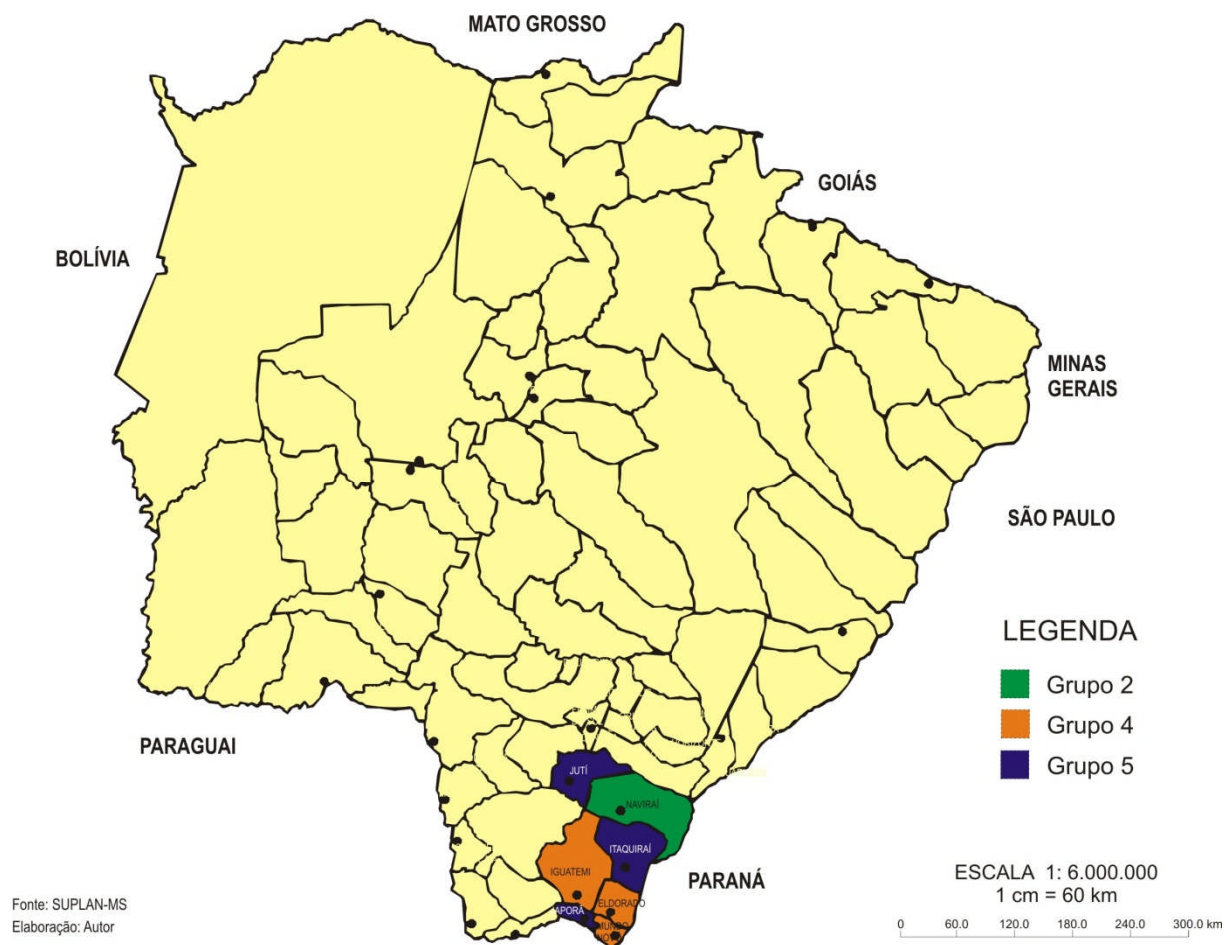 MATO GROSSO
GOIÁS
BOLÍVIA
MINAS
GERAIS
SÃO PAULO
PARAGUAI
PARANÁ
JUTÍ
NAVIRAÍ
ITAQUIRAÍ
IGUATEMI
ELDORADO
APORÃ
MUNDO
LEGENDA
Grupo 2
Grupo 4
Grupo 5
ESCALA 1: 6.000.000
1 cm = 60 km
0 60.0 120.0 180.0 240.0 300.0 km
Fonte: SUPLAN-MS
Elaboração: Autor